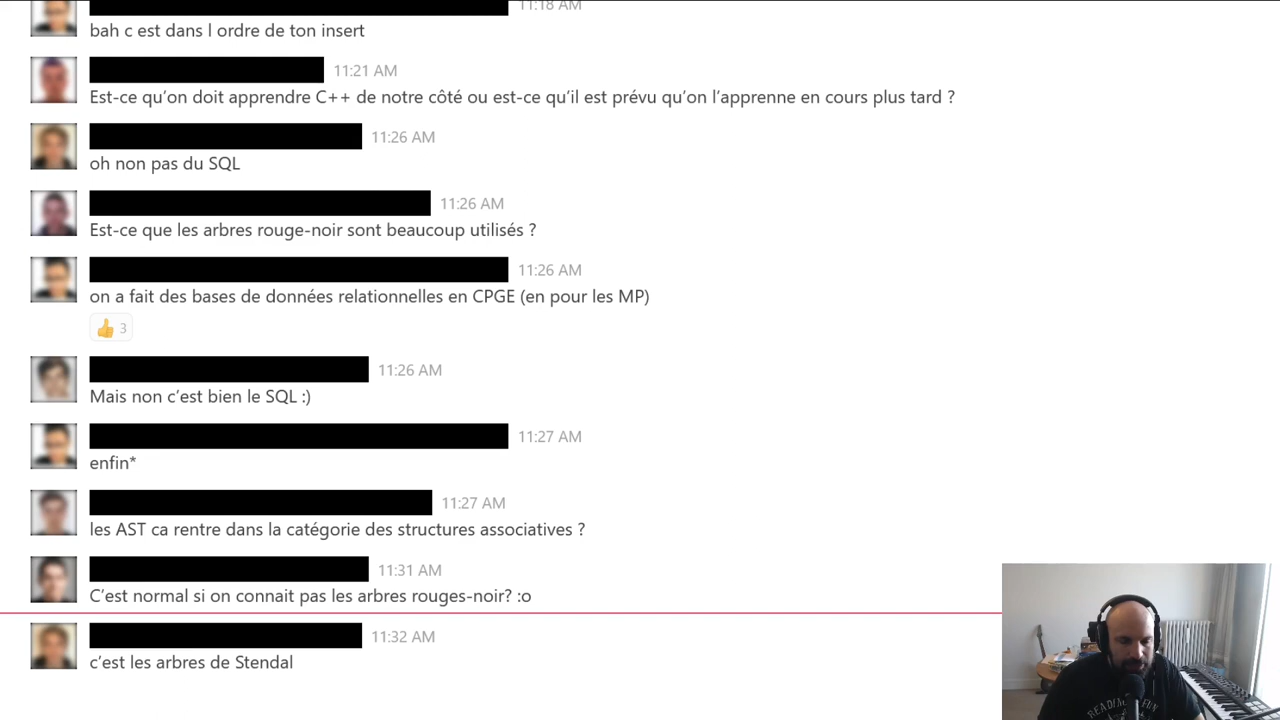 11:18 AM
bah c est dans l ordre de ton insert
11:21 AM
Est-ce qu'on doit apprendre C++ de notre côté ou est-ce qu'il est prévu qu'on l'apprenne en cours plus tard ?
11:26 AM
oh non pas du SQL
11:26 AM
Est-ce que les arbres rouge-noir sont beaucoup utilisés ?
11:26 AM
on a fait des bases de données relationnelles en CPGE (en pour les MP)
👍 3
11:26 AM
Mais non c'est bien le SQL :)
11:27 AM
enfin*
11:27 AM
les AST ca rentre dans la catégorie des structures associatives ?
11:31 AM
C'est normal si on connait pas les arbres rouges-noir? :o
11:32 AM
c'est les arbres de Stendal